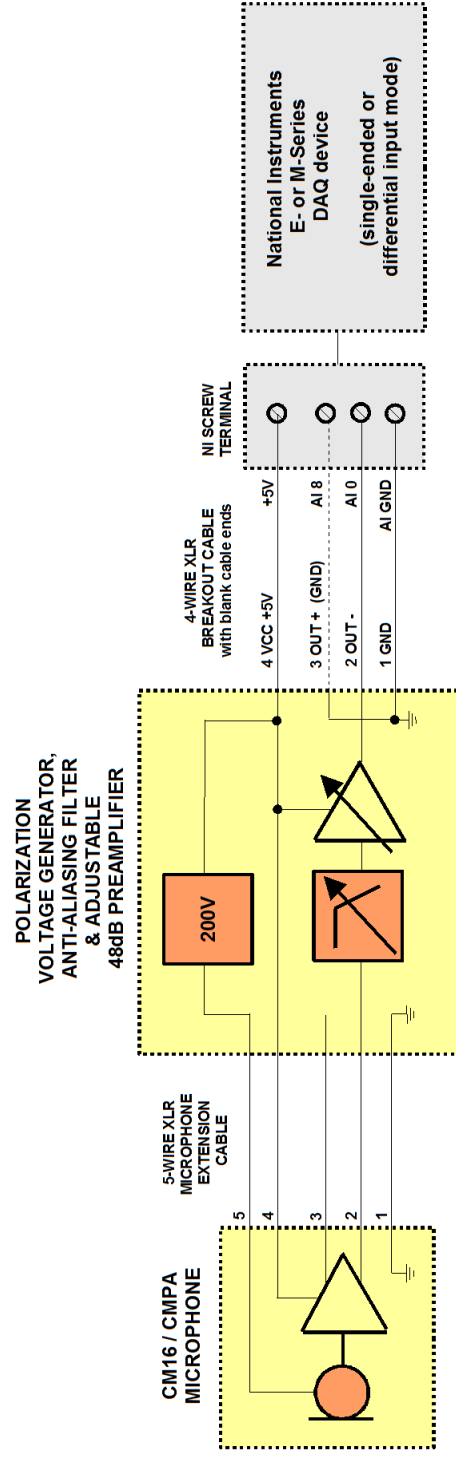 CM16 / CMPA
MICROPHONE
5-WIRE XLR
MICROPHONE
EXTENSION
CABLE
5
4
3
2
1
POLARIZATION
VOLTAGE GENERATOR,
ANTI-ALIASING FILTER
& ADJUSTABLE
48dB PREAMPLIFIER
200V
4-WIRE XLR
BREAKOUT CABLE
with blank cable ends
4 VCC +5V
3 OUT + (GND)
2 OUT -
1 GND
+5V
AI 8
AI 0
AI GND
NI SCREW
TERMINAL
National Instruments
E- or M-Series
DAQ device
(single-ended or
differential input mode)